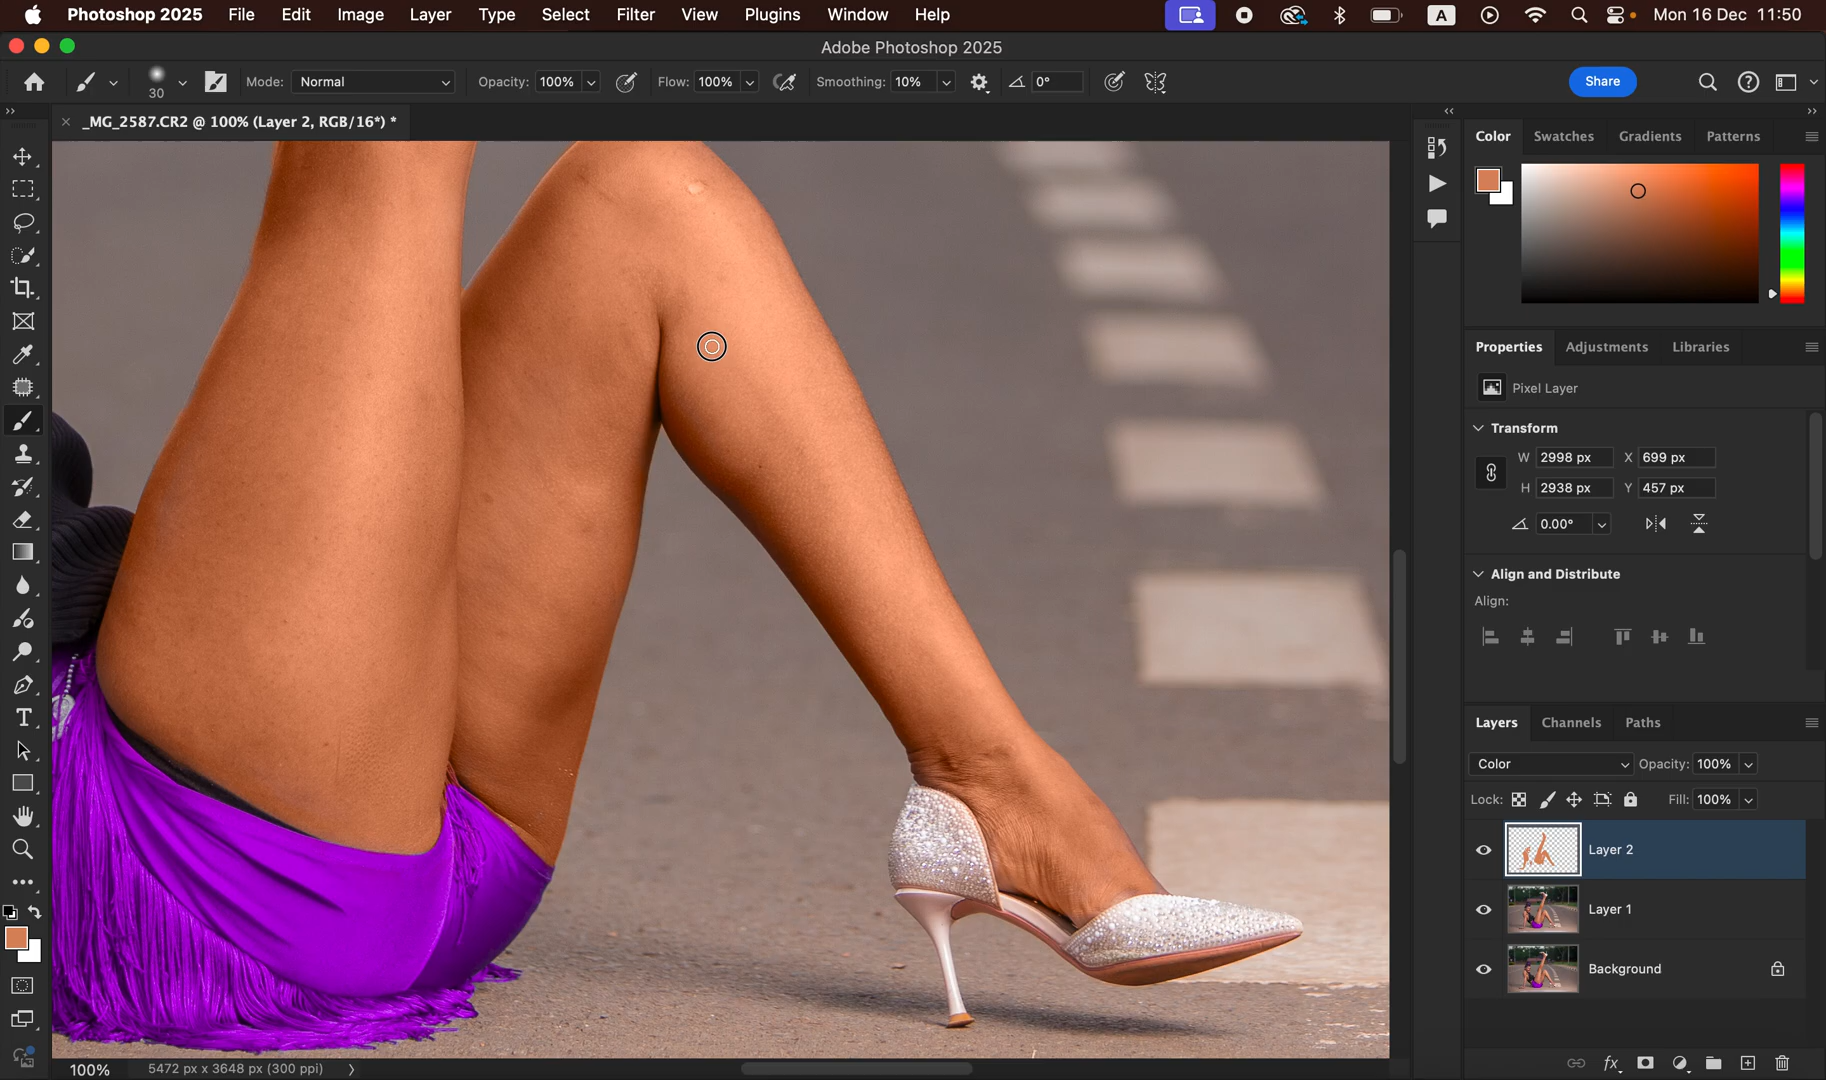 Photoshop 2025 File Edit Image Layer Type Select Filter View Plugins Window Help A Mon 16 Dec 11:50
Adobe Photoshop 2025
30 Mode: Normal Opacity: 100% Flow: 100% Smoothing: 10% 0° Share
× _MG_2587.CR2 @ 100% (Layer 2, RGB/16*) *
Color Swatches Gradients Patterns
Properties Adjustments Libraries
Pixel Layer
Transform
W 2998 px X 699 px
H 2938 px Y 457 px
0.00°
Align and Distribute
Align:
Layers Channels Paths
Color Opacity: 100%
Lock: Fill: 100%
Layer 2
Layer 1
Background
100% 5472 px x 3648 px (300 ppi)
fx